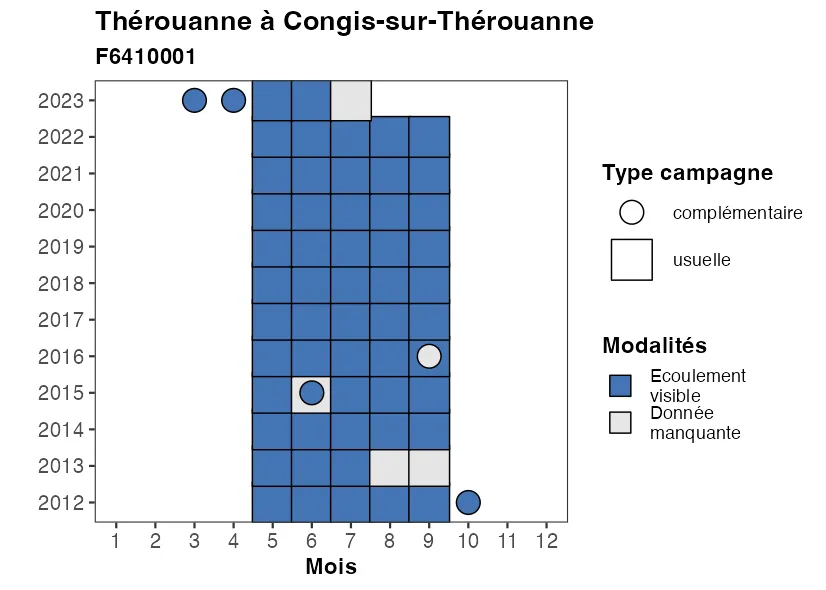 Thérouanne à Congis-sur-Thérouanne
F6410001
2023
2022
2021
2020
2019
2018
2017
2016
2015
2014
2013
2012
1 2 3 4 5 6 7 8 9 10 11 12
Mois
Type campagne
complémentaire
usuelle
Modalités
Ecoulement
visible
Donnée
manquante